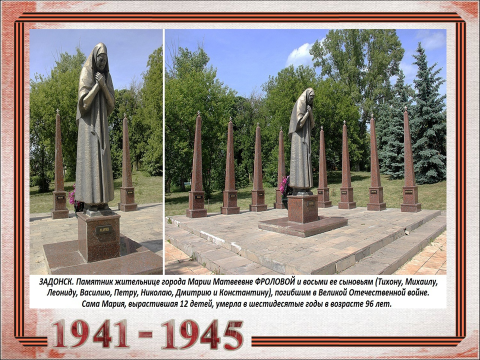 ЗАДОНСК. Памятник жительнице города Марии Матвеевне ФРОЛОВОЙ и восьми ее сыновьям (Тихону, Михаилу,
Леониду, Василию, Петру, Николаю, Дмитрию и Константину), погибшим в Великой Отечественной войне.
Сама Мария, вырастившая 12 детей, умерла в шестидесятые годы в возрасте 96 лет.
1941 - 1945